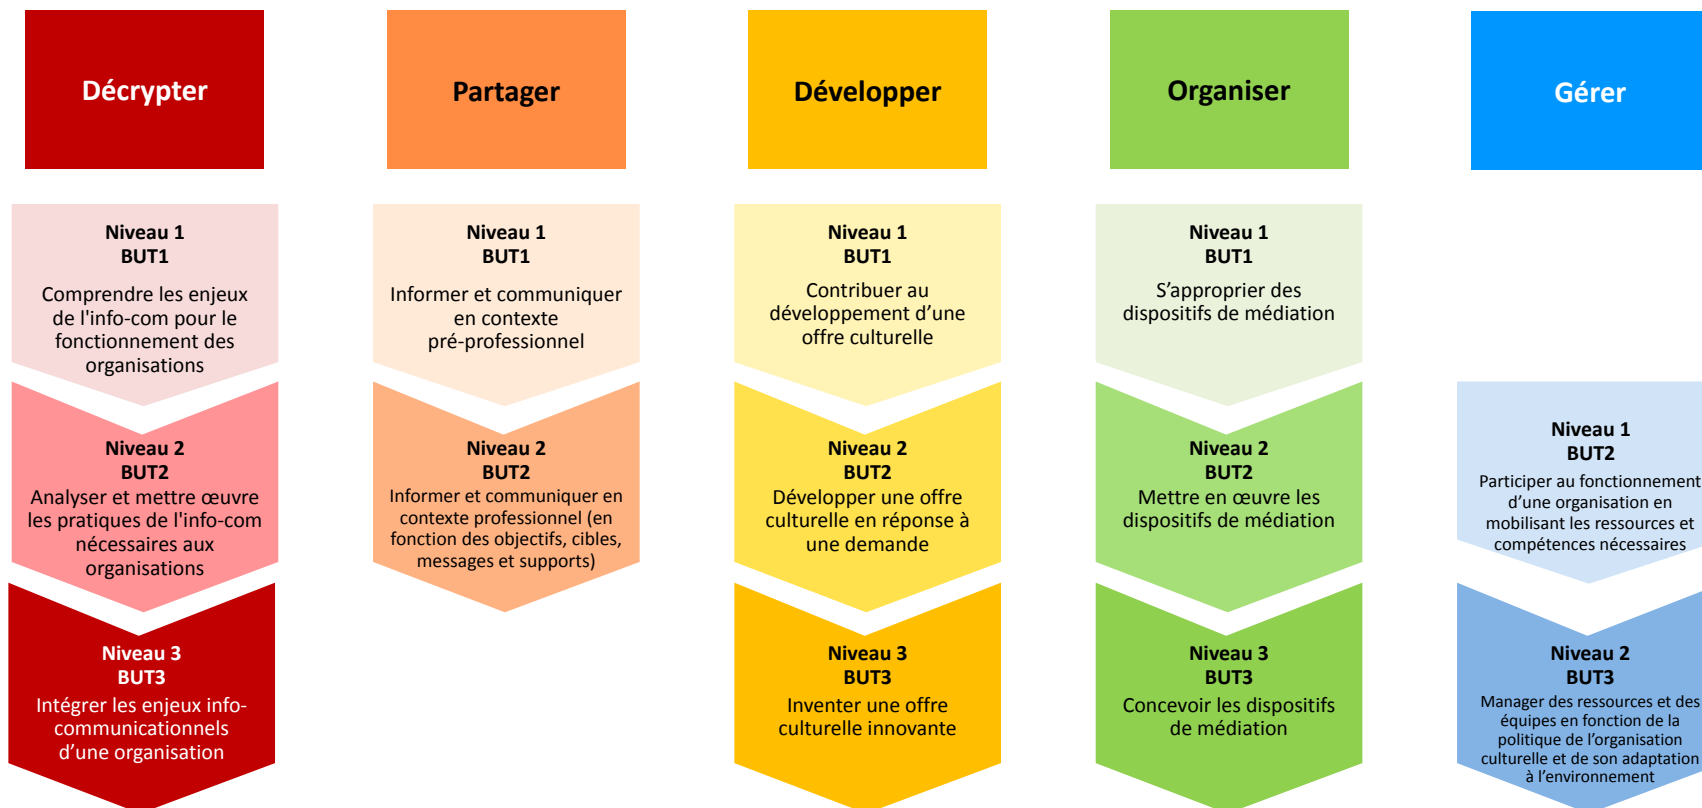 Décrypter
Partager
Développer
Organiser
Gérer
Niveau 1
BUT1
Comprendre les enjeux
de l'info-com pour le
fonctionnement des
organisations
Niveau 1
BUT1
Informer et communiquer
en contexte
pré-professionnel
Niveau 1
BUT1
Contribuer au
développement d’une
offre culturelle
Niveau 1
BUT1
S’approprier des
dispositifs de médiation
Niveau 2
BUT2
Analyser et mettre œuvre
les pratiques de l'info-com
nécessaires aux
organisations
Niveau 2
BUT2
Informer et communiquer en
contexte professionnel (en
fonction des objectifs, cibles,
messages et supports)
Niveau 2
BUT2
Développer une offre
culturelle en réponse à
une demande
Niveau 2
BUT2
Mettre en œuvre les
dispositifs de médiation
Niveau 1
BUT2
Participer au fonctionnement
d’une organisation en
mobilisant les ressources et
compétences nécessaires
Niveau 3
BUT3
Intégrer les enjeux info-
communicationnels
d’une organisation
Niveau 3
BUT3
Inventer une offre
culturelle innovante
Niveau 3
BUT3
Concevoir les dispositifs
de médiation
Niveau 2
BUT3
Manager des ressources et des
équipes en fonction de la
politique de l’organisation
culturelle et de son adaptation
à l’environnement